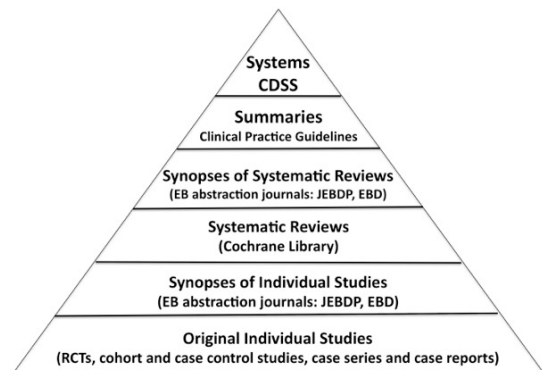 Systems
CDSS
Summaries
Clinical Practice Guidelines
Synopses of Systematic Reviews
(EB abstraction journals: JEBDP, EBD)
Systematic Reviews
(Cochrane Library)
Synopses of Individual Studies
(EB abstraction journals: JEBDP, EBD)
Original Individual Studies
(RCTs, cohort and case control studies, case series and case reports)